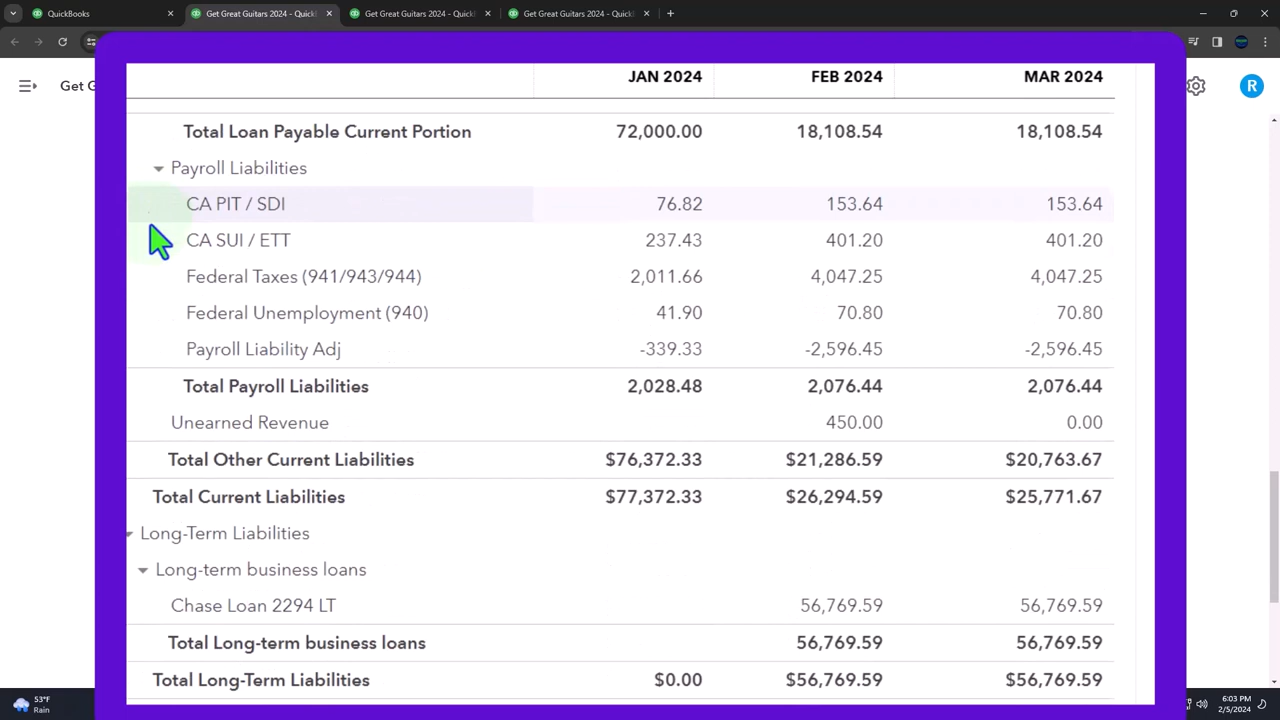 QuickBooks
Get Great Guitars 2024 - QuickB
Get Great Guitars 2024 - QuickB
Get Great Guitars 2024 - QuickB
Get G
R
JAN 2024 FEB 2024 MAR 2024
Total Loan Payable Current Portion 72,000.00 18,108.54 18,108.54
Payroll Liabilities
CA PIT / SDI 76.82 153.64 153.64
CA SUI / ETT 237.43 401.20 401.20
Federal Taxes (941/943/944) 2,011.66 4,047.25 4,047.25
Federal Unemployment (940) 41.90 70.80 70.80
Payroll Liability Adj -339.33 -2,596.45 -2,596.45
Total Payroll Liabilities 2,028.48 2,076.44 2,076.44
Unearned Revenue 450.00 0.00
Total Other Current Liabilities $76,372.33 $21,286.59 $20,763.67
Total Current Liabilities $77,372.33 $26,294.59 $25,771.67
Long-Term Liabilities
Long-term business loans
Chase Loan 2294 LT 56,769.59 56,769.59
Total Long-term business loans 56,769.59 56,769.59
Total Long-Term Liabilities $0.00 $56,769.59 $56,769.59
53°F
Rain
6:03 PM
2/5/2024